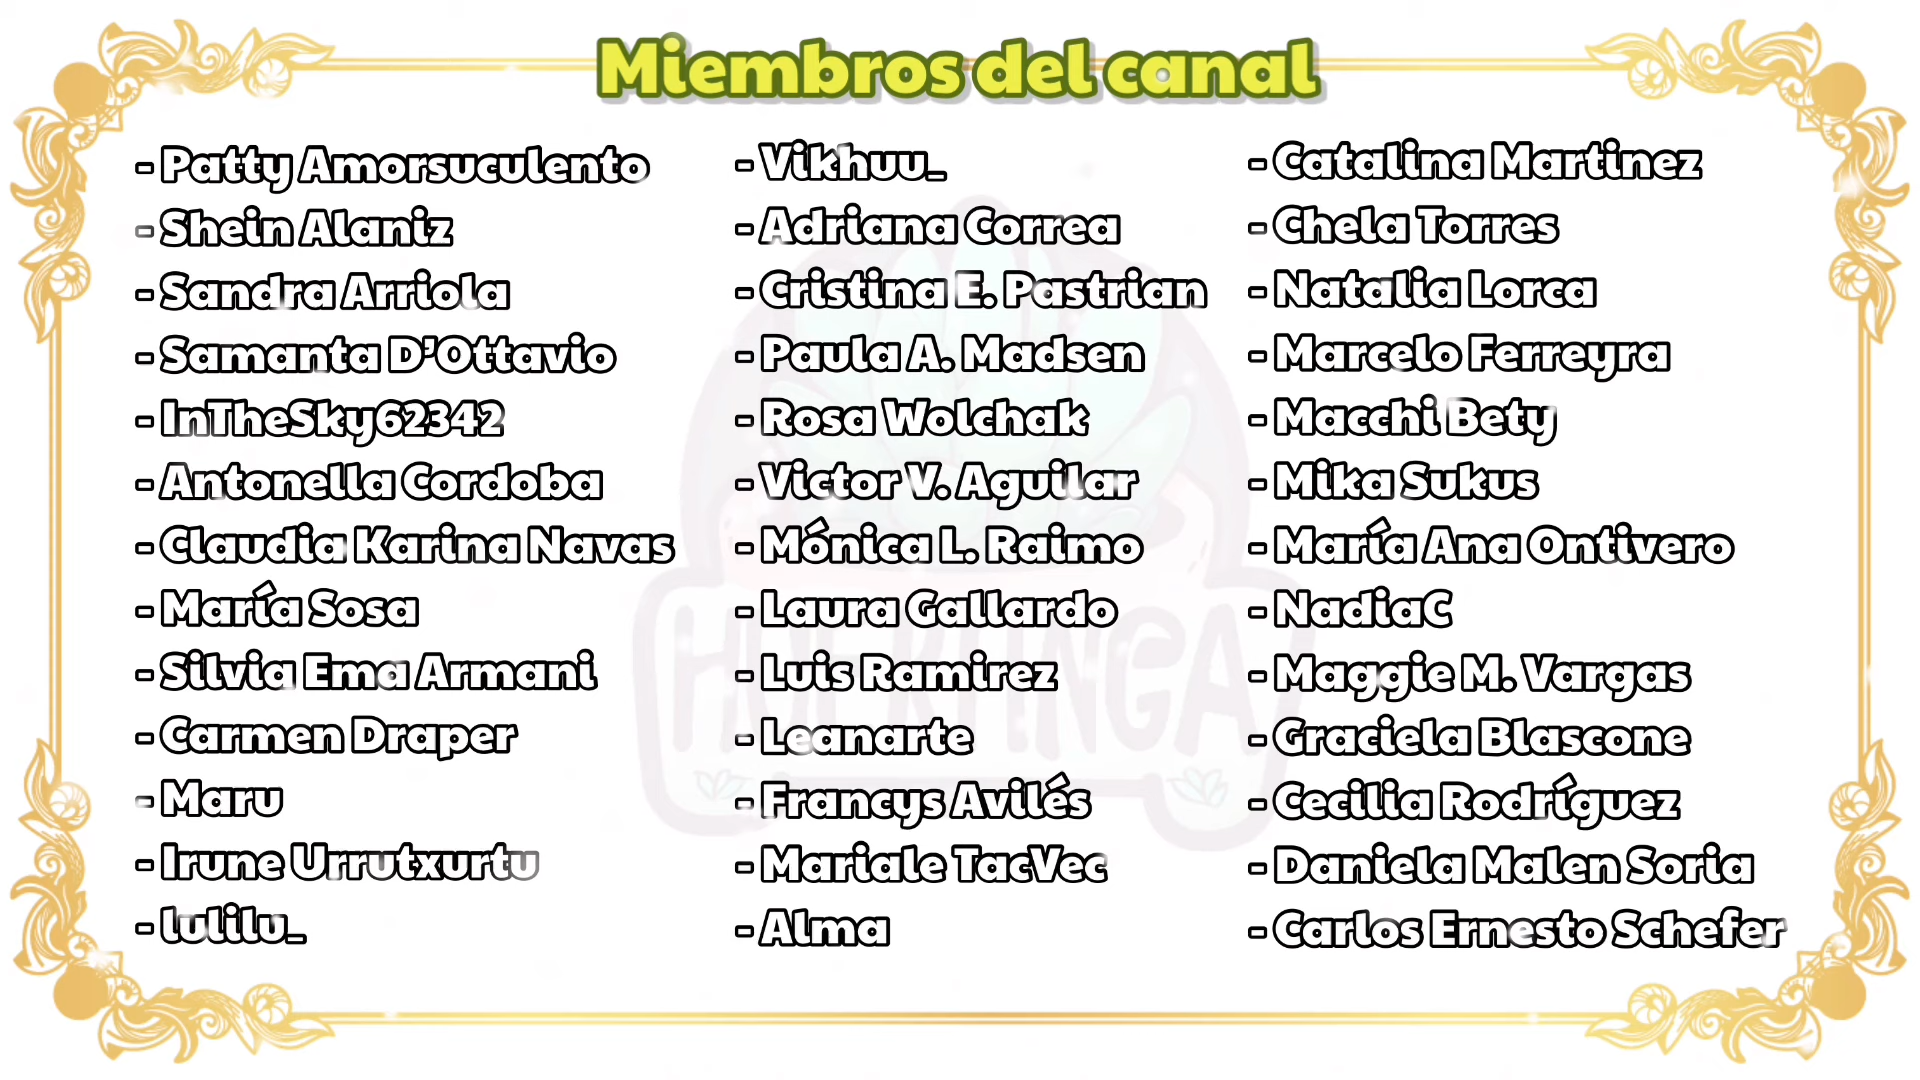 Miembros del canal
- Patty Amorsuculento
- Shein Alaniz
- Sandra Arriola
- Samanta D'Ottavio
- InTheSky62342
- Antonella Cordoba
- Claudia Karina Navas
- María Sosa
- Silvia Ema Armani
- Carmen Draper
- Maru
- Irune Urrutxurtu
- lulilu_
- Vikhuu_
- Adriana Correa
- Cristina E. Pastrian
- Paula A. Madsen
- Rosa Wolchak
- Victor V. Aguilar
- Mónica L. Raimo
- Laura Gallardo
- Luis Ramirez
- Leanarte
- Francys Avilés
- Mariale TacVec
- Alma
- Catalina Martinez
- Chela Torres
- Natalia Lorca
- Marcelo Ferreyra
- Macchi Bety
- Mika Sukus
- María Ana Ontivero
- NadiaC
- Maggie M. Vargas
- Graciela Blascone
- Cecilia Rodríguez
- Daniela Malen Soria
- Carlos Ernesto Schefer